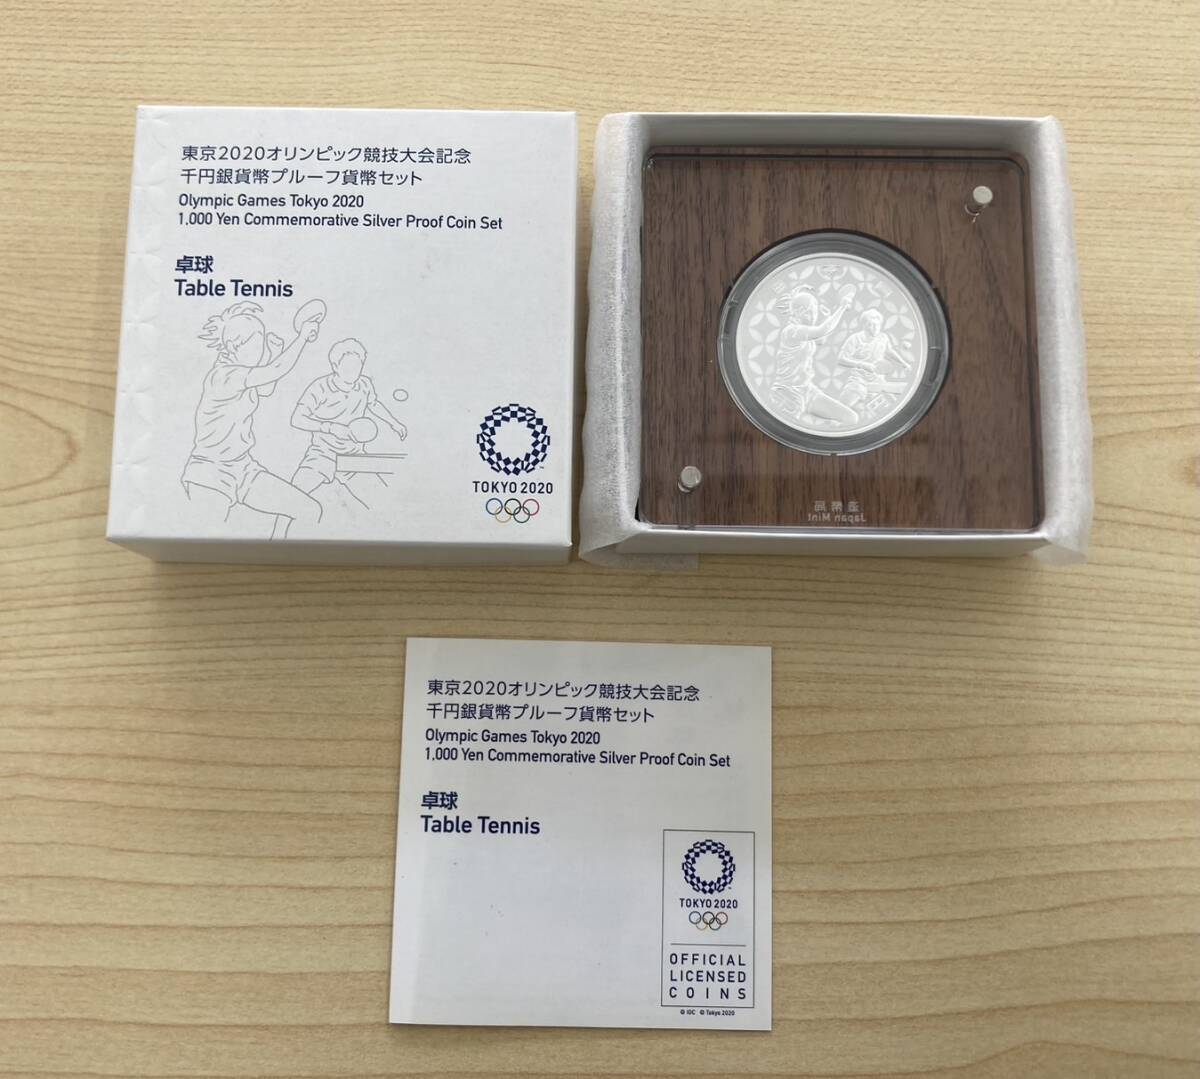 東京2020オリンピック競技大会記念
千円銀貨幣プルーフ貨幣セット
Olympic Games Tokyo 2020
1,000 Yen Commemorative Silver Proof Coin Set
卓球
Table Tennis
TOKYO 2020
造幣局
Japan Mint
東京2020オリンピック競技大会記念
千円銀貨幣プルーフ貨幣セット
Olympic Games Tokyo 2020
1,000 Yen Commemorative Silver Proof Coin Set
卓球
Table Tennis
TOKYO 2020
OFFICIAL
LICENSED
COINS
© IOC © Tokyo 2020